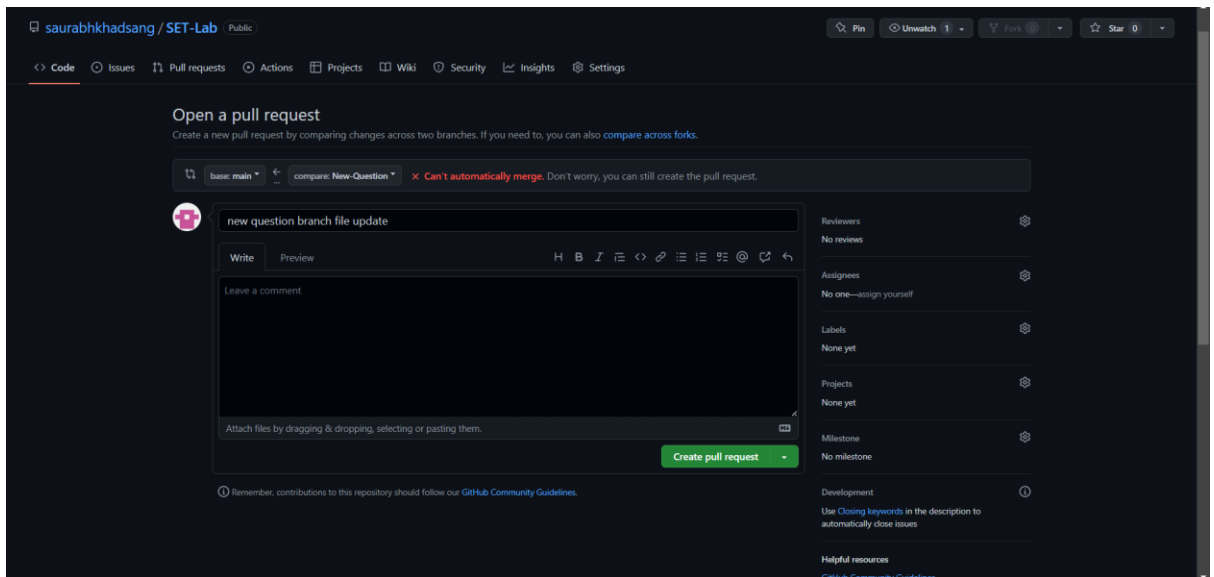 saurabhkhadsang / SET-Lab Public Pin Unwatch 1 Fork 0 Star 0
Code Issues Pull requests Actions Projects Wiki Security Insights Settings
Open a pull request
Create a new pull request by comparing changes across two branches. If you need to, you can also compare across forks.
base: main ← compare: New-Question × Can't automatically merge. Don't worry, you can still create the pull request.
new question branch file update
Write Preview H B I @
Leave a comment
Attach files by dragging & dropping, selecting or pasting them.
Create pull request
Remember, contributions to this repository should follow our GitHub Community Guidelines.
Reviewers
No reviews
Assignees
No one—assign yourself
Labels
None yet
Projects
None yet
Milestone
No milestone
Development
Use Closing keywords in the description to
automatically close issues
Helpful resources
GitHub Community Guidelines